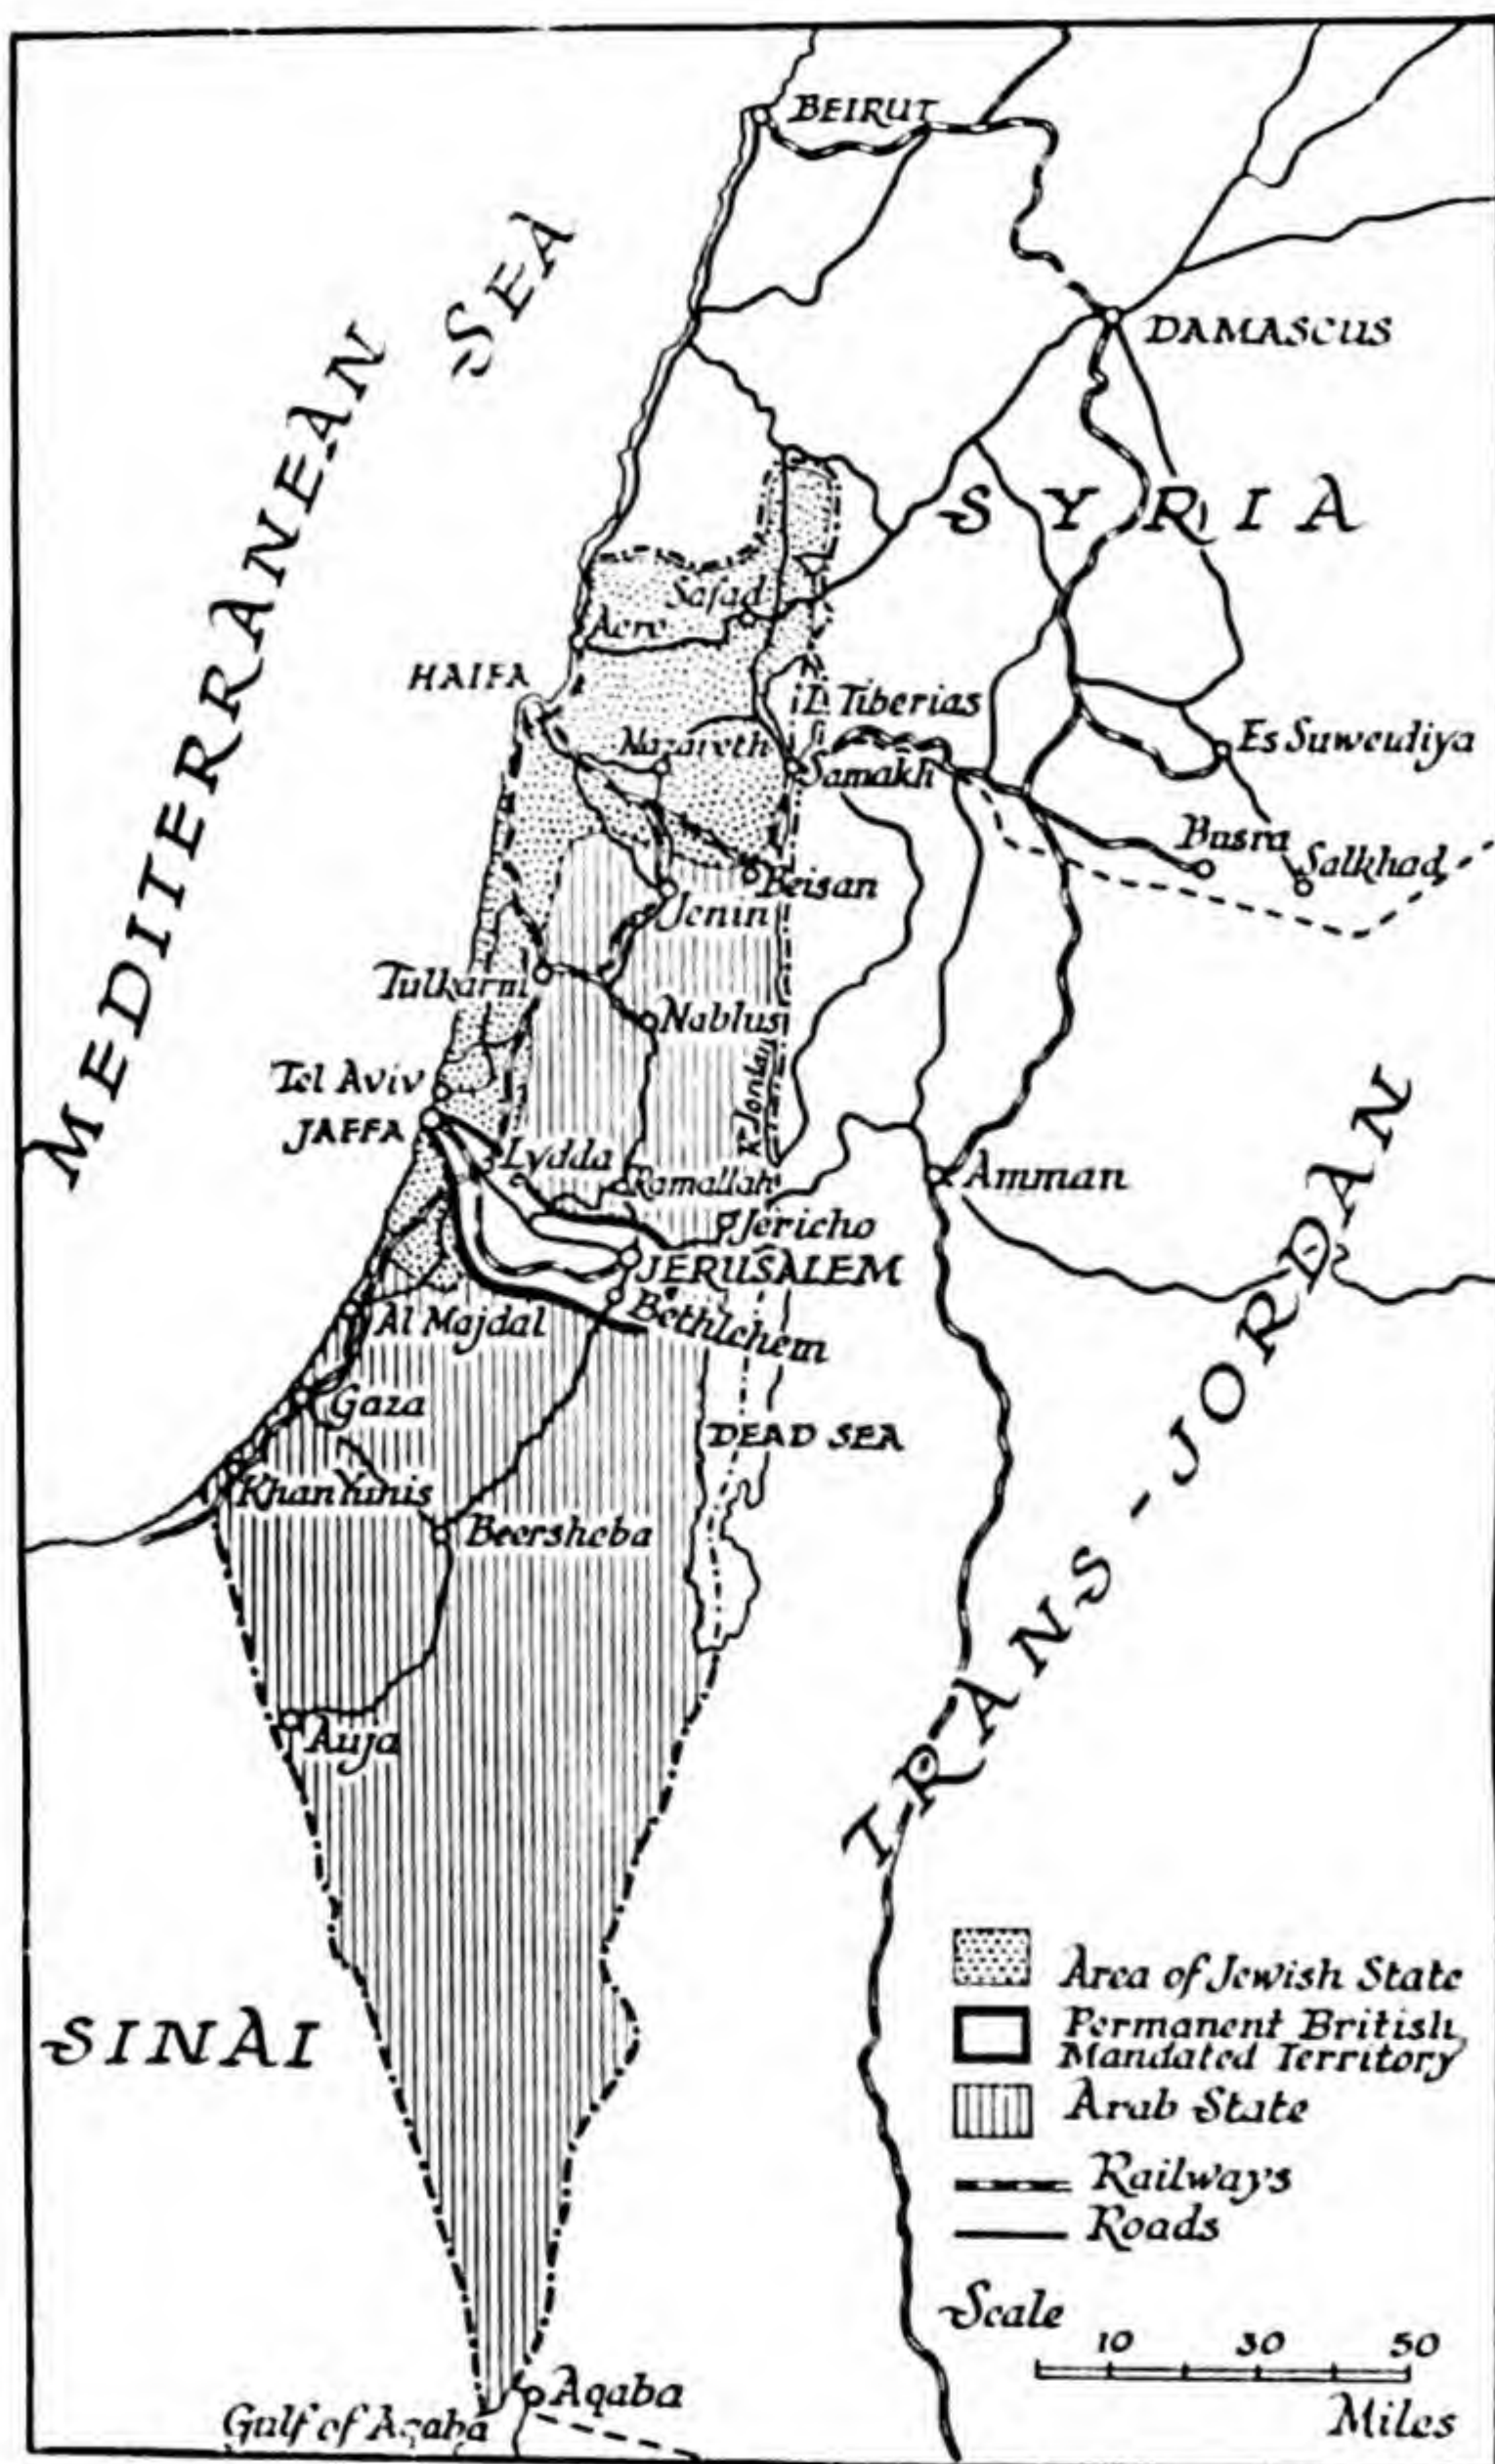 BEIRUT
MEDITERRANEAN SEA
DAMASCUS
SYRIA
Safad
Acre
HAIFA
L. Tiberias
Nazareth
Samakh
Es Suweudiya
Busra
Salkhad
Beisan
Jenin
Tulkarm
Nablus
Tel Aviv
JAFFA
R. Jordan
Lydda
Ramallah
Amman
Jericho
JERUSALEM
Bethlehem
Al Majdal
Gaza
DEAD SEA
Khan Yunis
Beersheba
TRANS-JORDAN
Auja
SINAI
Area of Jewish State
Permanent British
Mandated Territory
Arab State
Railways
Roads
Scale
10 30 50
Miles
Aqaba
Gulf of Aqaba